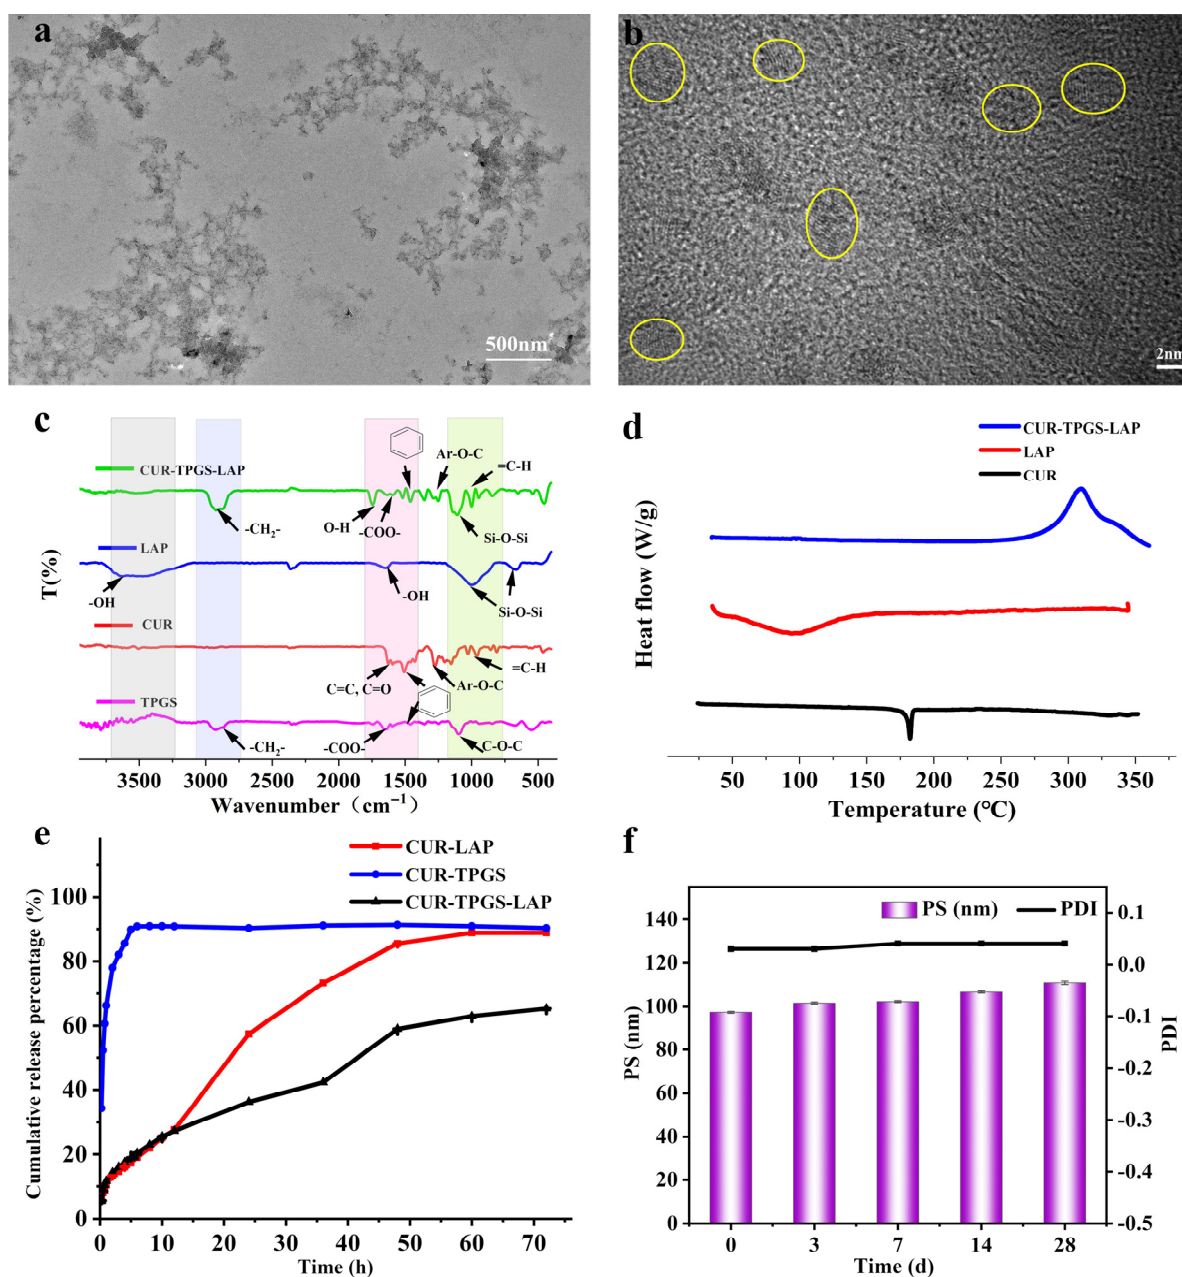 a
500nm
b
2nm
c
CUR-TPGS-LAP
-CH₂-
O-H
-COO-
Ar-O-C
=C-H
Si-O-Si
LAP
-OH
-OH
Si-O-Si
CUR
C=C, C=O
Ar-O-C
=C-H
TPGS
-CH₂-
-COO-
C-O-C
T(%)
3500 3000 2500 2000 1500 1000 500
Wavenumber（cm⁻¹）
d
CUR-TPGS-LAP
LAP
CUR
Heat flow (W/g)
50 100 150 200 250 300 350
Temperature (℃)
e
CUR-LAP
CUR-TPGS
CUR-TPGS-LAP
Cumulative release percentage (%)
100
80
60
40
20
0
0 10 20 30 40 50 60 70
Time (h)
f
PS (nm)
PDI
PS (nm)
140
120
100
80
60
40
20
0
0.1
0.0
-0.1
-0.2
-0.3
-0.4
-0.5
PDI
0 3 7 14 28
Time (d)